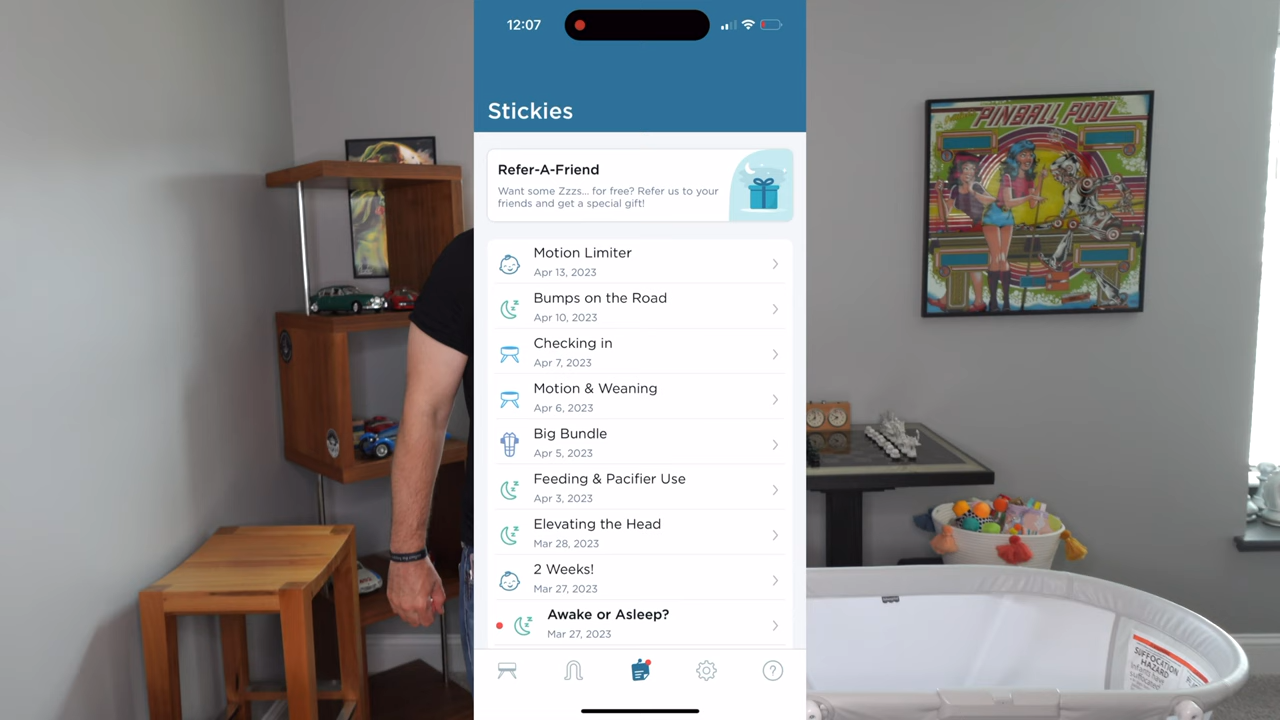 12:07
Stickies
Refer-A-Friend
Want some Zzzs... for free? Refer us to your
friends and get a special gift!
Motion Limiter
Apr 13, 2023
Bumps on the Road
Apr 10, 2023
Checking in
Apr 7, 2023
Motion & Weaning
Apr 6, 2023
Big Bundle
Apr 5, 2023
Feeding & Pacifier Use
Apr 3, 2023
Elevating the Head
Mar 28, 2023
2 Weeks!
Mar 27, 2023
Awake or Asleep?
Mar 27, 2023
PINBALL POOL
SUFFOCATION
HAZARD
Infants have
suffocated